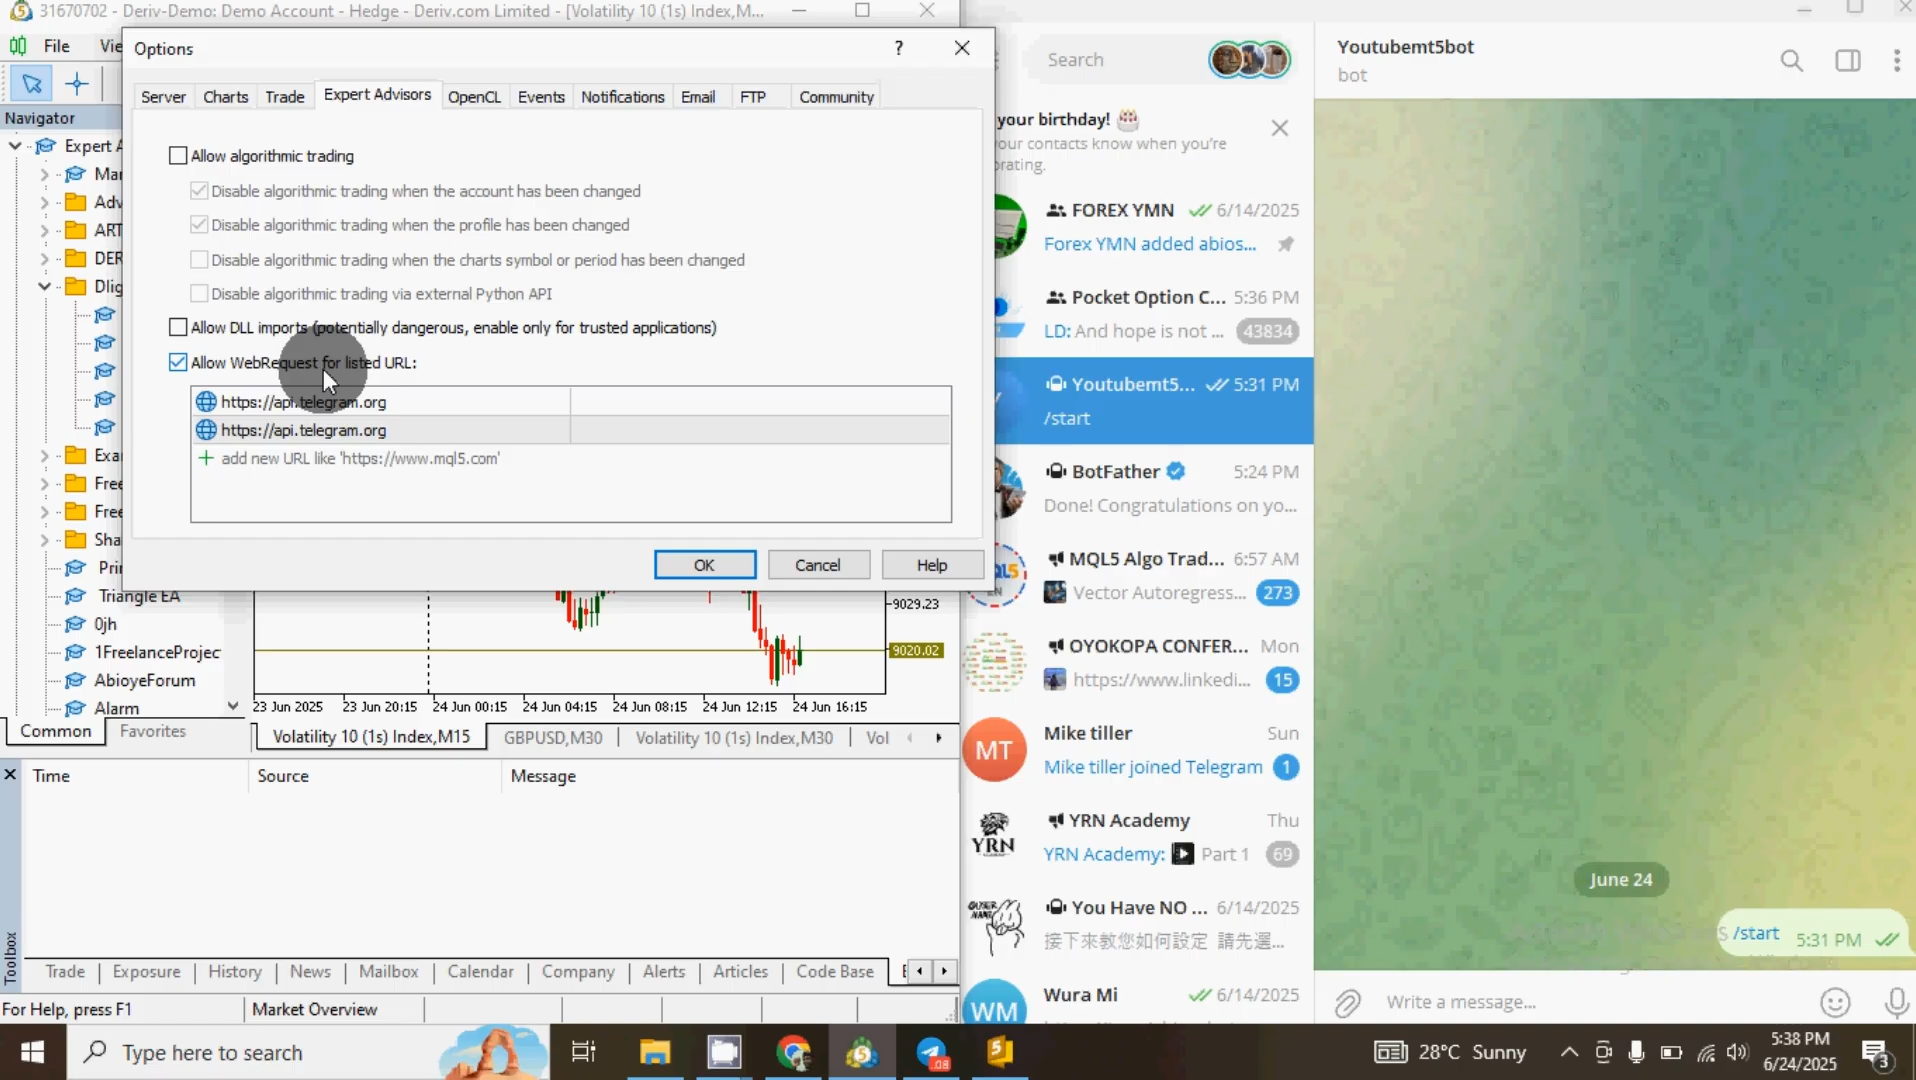 31670702 - Deriv-Demo: Demo Account - Hedge - Deriv.com Limited - [Volatility 10 (1s) Index,M...
File
Options
?
Server
Charts
Trade
Expert Advisors
OpenCL
Events
Notifications
Email
FTP
Community
Navigator
Allow algorithmic trading
Disable algorithmic trading when the account has been changed
Disable algorithmic trading when the profile has been changed
Disable algorithmic trading when the charts symbol or period has been changed
Disable algorithmic trading via external Python API
Allow DLL imports (potentially dangerous, enable only for trusted applications)
Allow WebRequest for listed URL:
https://api.telegram.org
https://api.telegram.org
add new URL like 'https://www.mql5.com'
OK
Cancel
Help
Triangle EA
0jh
1FreelanceProjec
AbioyeForum
Alarm
Common
Favorites
9029.23
9020.02
23 Jun 2025
23 Jun 20:15
24 Jun 00:15
24 Jun 04:15
24 Jun 08:15
24 Jun 12:15
24 Jun 16:15
Volatility 10 (1s) Index,M15
GBPUSD,M30
Volatility 10 (1s) Index,M30
Vol
Time
Source
Message
Toolbox
Trade
Exposure
History
News
Mailbox
Calendar
Company
Alerts
Articles
Code Base
For Help, press F1
Market Overview
Search
your birthday! 🎂
your contacts know when you're
FOREX YMN 6/14/2025
Forex YMN added abios...
Pocket Option C... 5:36 PM
LD: And hope is not ... 43834
Youtubemt5... 5:31 PM
/start
BotFather 5:24 PM
Done! Congratulations on yo...
MQL5 Algo Trad... 6:57 AM
Vector Autoregress... 273
OYOKOPA CONFER... Mon
https://www.linkedi... 15
MT
Mike tiller Sun
Mike tiller joined Telegram 1
YRN
YRN Academy Thu
YRN Academy: Part 1 69
You Have NO ... 6/14/2025
接下來教您如何設定 請先選...
WM
Wura Mi 6/14/2025
Youtubemt5bot
bot
June 24
/start 5:31 PM
Write a message...
Type here to search
28°C Sunny
5:38 PM
6/24/2025
3